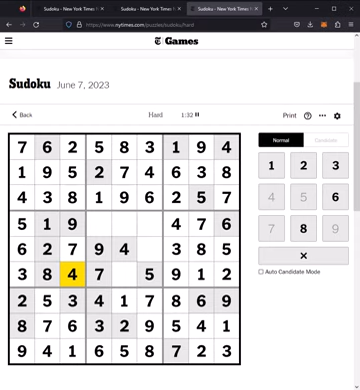 Sudoku - New York Times N
Sudoku - New York Times N
Sudoku - New York Times N
https://www.nytimes.com/puzzles/sudoku/hard
Games
Sudoku June 7, 2023
Back
Hard
1:32
Print
7 6 2 5 8 3 1 9 4
1 9 5 2 7 4 6 3 8
4 3 8 1 9 6 2 5 7
5 1 9 4 7 6
6 2 7 9 4 3 8 5
3 8 4 7 5 9 1 2
2 5 3 4 1 7 8 6 9
8 7 6 3 2 9 5 4 1
9 4 1 6 5 8 7 2 3
Normal Candidate
1 2 3
4 5 6
7 8 9
Auto Candidate Mode